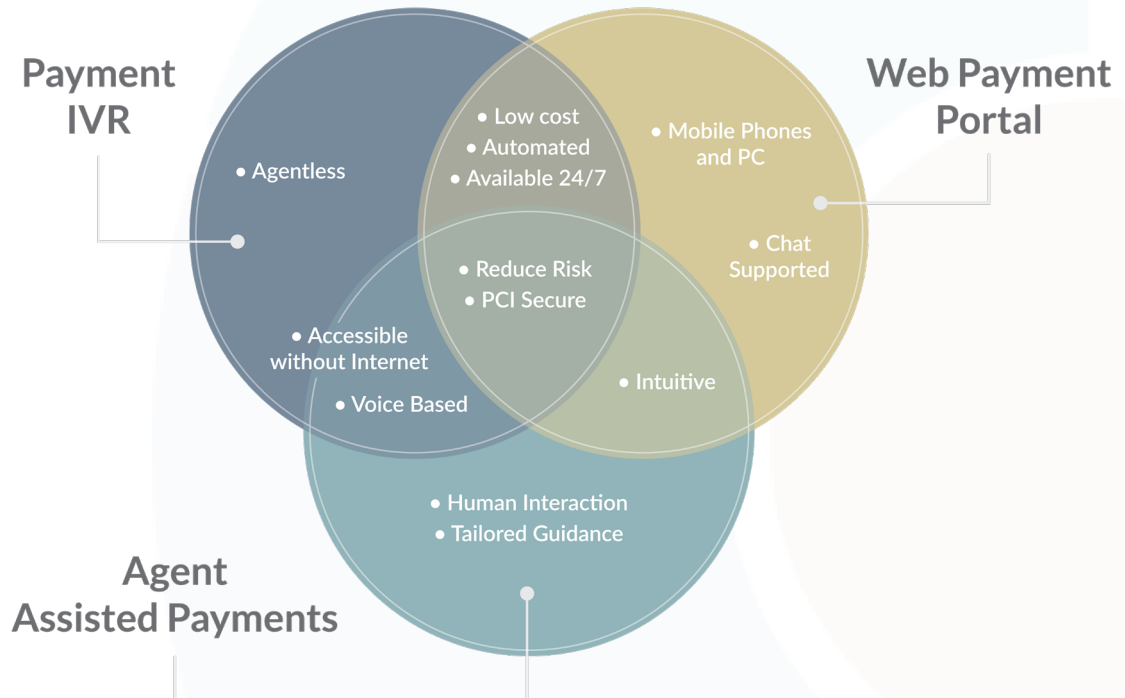 Payment
IVR
Web Payment
Portal
• Low cost
• Automated
• Available 24/7
• Mobile Phones
and PC
• Agentless
• Chat
Supported
• Reduce Risk
• PCI Secure
• Accessible
without Internet
• Voice Based
• Intuitive
• Human Interaction
• Tailored Guidance
Agent
Assisted Payments